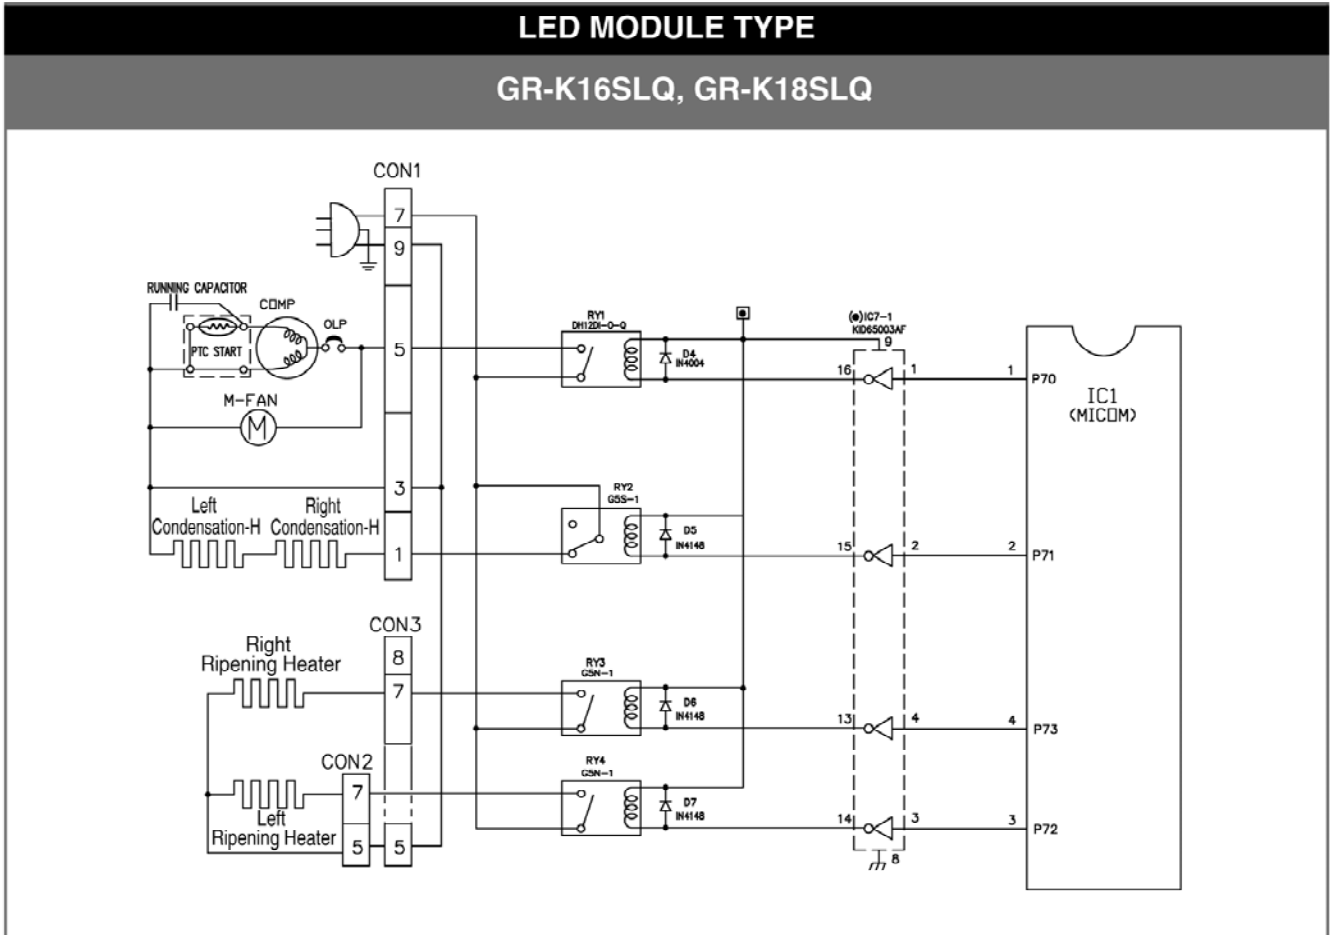 LED MODULE TYPE
GR-K16SLQ, GR-K18SLQ
CON1
7
9
RUNNING CAPACITOR
COMP
OLP
PTC START
5
M-FAN
M
3
Left
Condensation-H
Right
Condensation-H
1
RY1
DH12D1-O-Q
D4
IN4004
(●)IC7-1
KID65003AF
9
16
1
1
P70
IC1
(MICOM)
RY2
G5S-1
D5
IN4148
15
2
2
P71
CON3
8
7
Right
Ripening Heater
RY3
G5N-1
D6
IN4148
13
4
4
P73
CON2
7
5
5
Left
Ripening Heater
RY4
G5N-1
D7
IN4148
14
3
3
P72
8